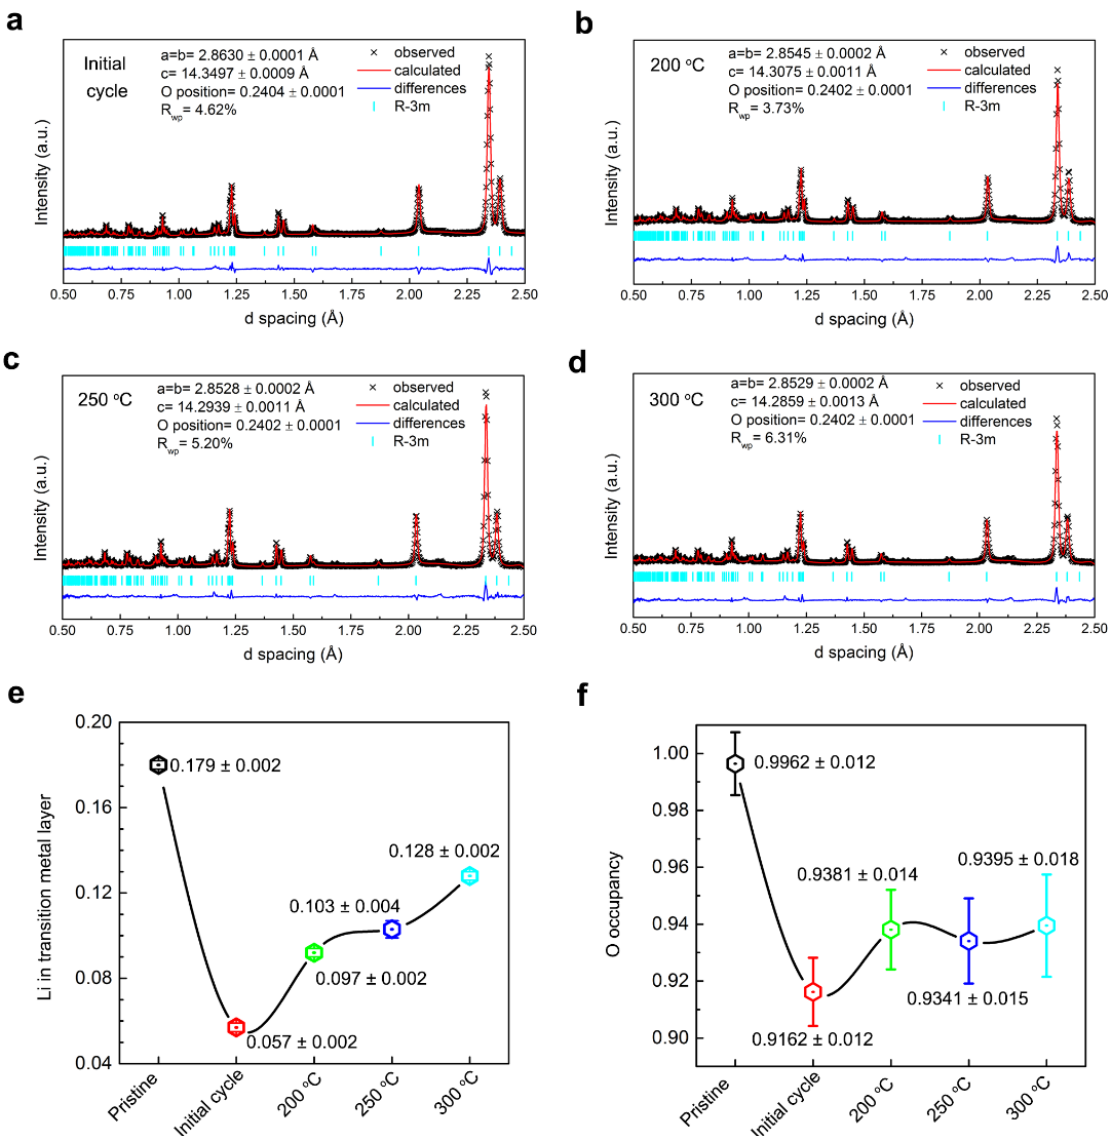 a
Initial
cycle
a=b= 2.8630 ± 0.0001 Å
c= 14.3497 ± 0.0009 Å
O position= 0.2404 ± 0.0001
Rwp= 4.62%
observed
calculated
differences
R-3m
Intensity (a.u.)
0.50 0.75 1.00 1.25 1.50 1.75 2.00 2.25 2.50
d spacing (Å)
b
200 °C
a=b= 2.8545 ± 0.0002 Å
c= 14.3075 ± 0.0011 Å
O position= 0.2402 ± 0.0001
Rwp= 3.73%
observed
calculated
differences
R-3m
Intensity (a.u.)
0.50 0.75 1.00 1.25 1.50 1.75 2.00 2.25 2.50
d spacing (Å)
c
250 °C
a=b= 2.8528 ± 0.0002 Å
c= 14.2939 ± 0.0011 Å
O position= 0.2402 ± 0.0001
Rwp= 5.20%
observed
calculated
differences
R-3m
Intensity (a.u.)
0.50 0.75 1.00 1.25 1.50 1.75 2.00 2.25 2.50
d spacing (Å)
d
300 °C
a=b= 2.8529 ± 0.0002 Å
c= 14.2859 ± 0.0013 Å
O position= 0.2402 ± 0.0001
Rwp= 6.31%
observed
calculated
differences
R-3m
Intensity (a.u.)
0.50 0.75 1.00 1.25 1.50 1.75 2.00 2.25 2.50
d spacing (Å)
e
Li in transition metal layer
0.20
0.16
0.12
0.08
0.04
0.179 ± 0.002
0.128 ± 0.002
0.103 ± 0.004
0.097 ± 0.002
0.057 ± 0.002
Pristine
Initial cycle
200 °C
250 °C
300 °C
f
O occupancy
1.00
0.98
0.96
0.94
0.92
0.90
0.9962 ± 0.012
0.9395 ± 0.018
0.9381 ± 0.014
0.9341 ± 0.015
0.9162 ± 0.012
Pristine
Initial cycle
200 °C
250 °C
300 °C